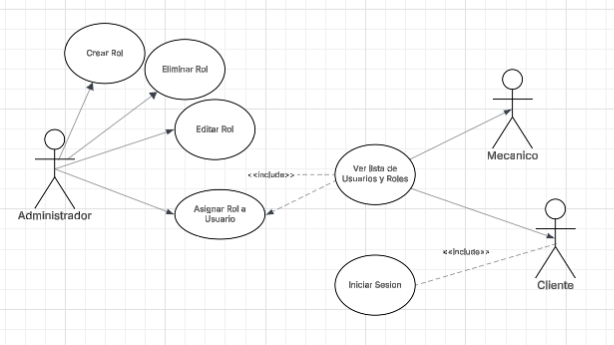 Crear Rol
Eliminar Rol
Editar Rol
Administrador
Asignar Rol a
Usuario
<<include>>
Ver lista de
Usuarios y Roles
Mecanico
<<include>>
Iniciar Sesion
Cliente